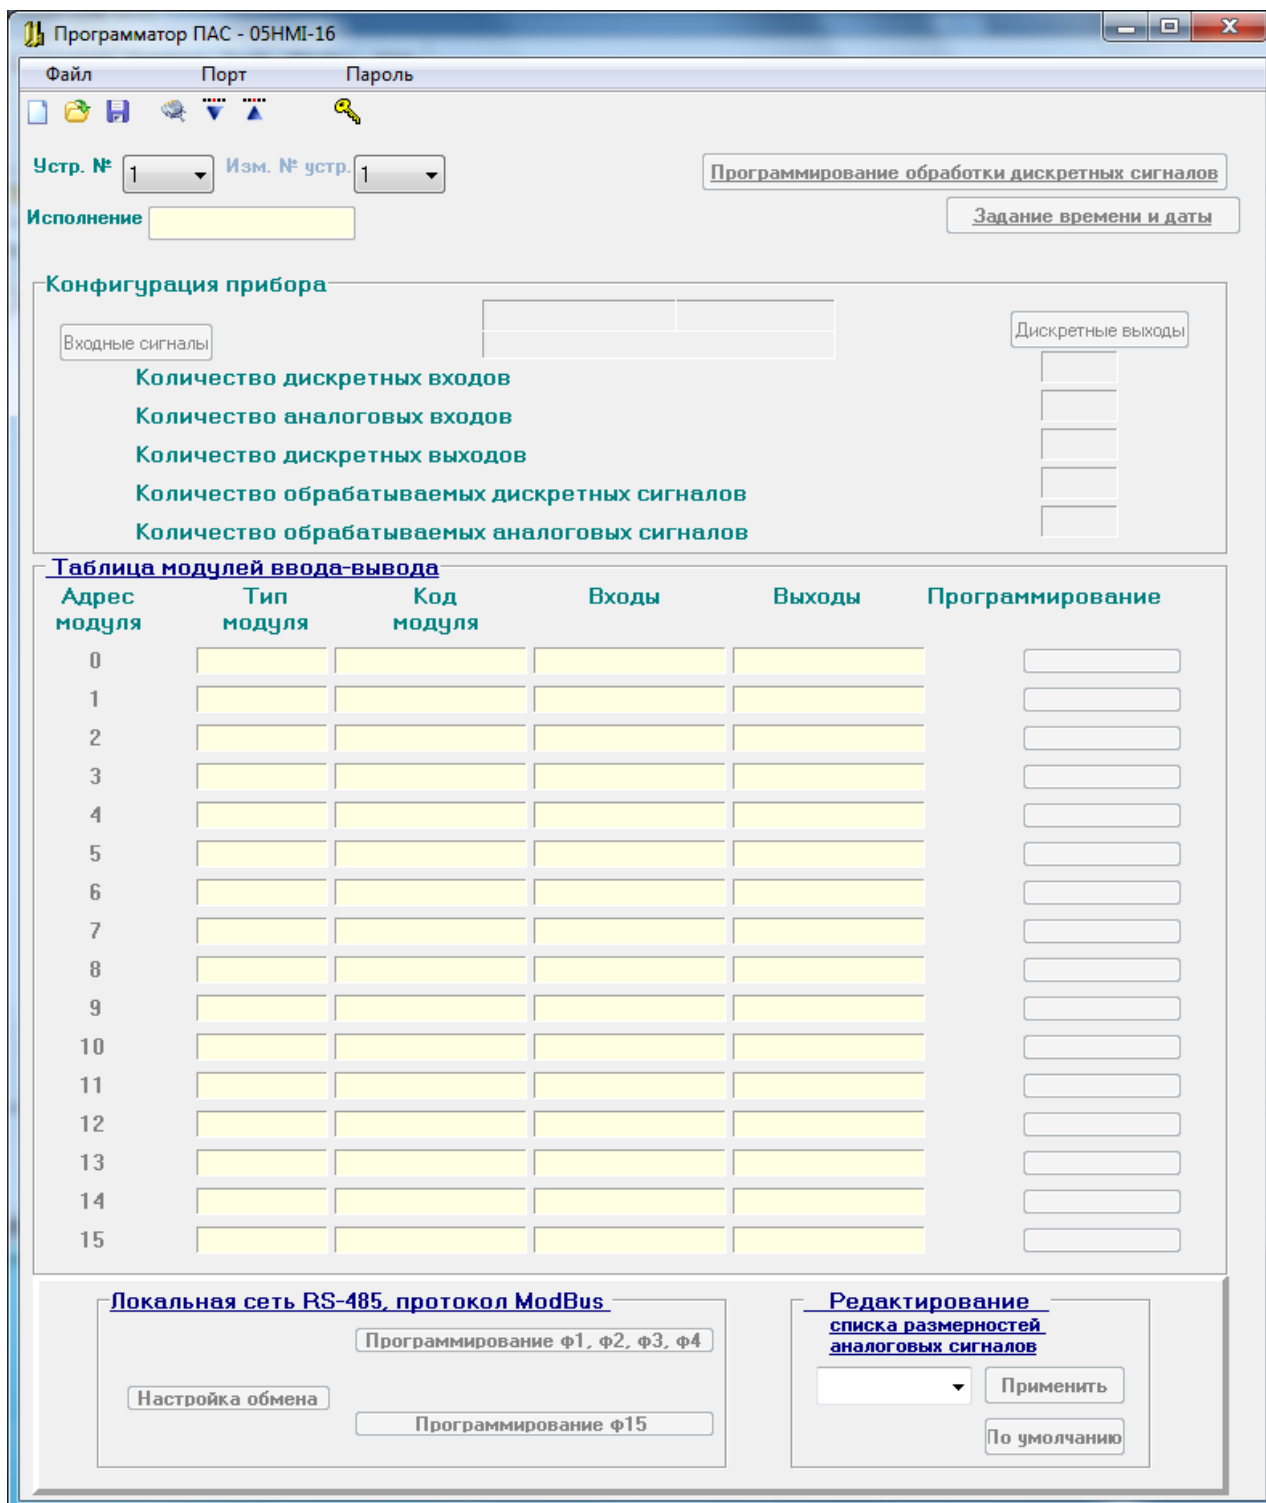 Программатор ПАС - 05HMI-16
Файл Порт Пароль
Устр. № 1 Изм. № устр. 1
Программирование обработки дискретных сигналов
Исполнение
Задание времени и даты
Конфигурация прибора
Входные сигналы
Дискретные выходы
Количество дискретных входов
Количество аналоговых входов
Количество дискретных выходов
Количество обрабатываемых дискретных сигналов
Количество обрабатываемых аналоговых сигналов
Таблица модулей ввода-вывода
Адрес модуля Тип модуля Код модуля Входы Выходы Программирование
0
1
2
3
4
5
6
7
8
9
10
11
12
13
14
15
Локальная сеть RS-485, протокол ModBus
Программирование ф1, ф2, ф3, ф4
Настройка обмена
Программирование ф15
Редактирование
списка размерностей
аналоговых сигналов
Применить
По умолчанию